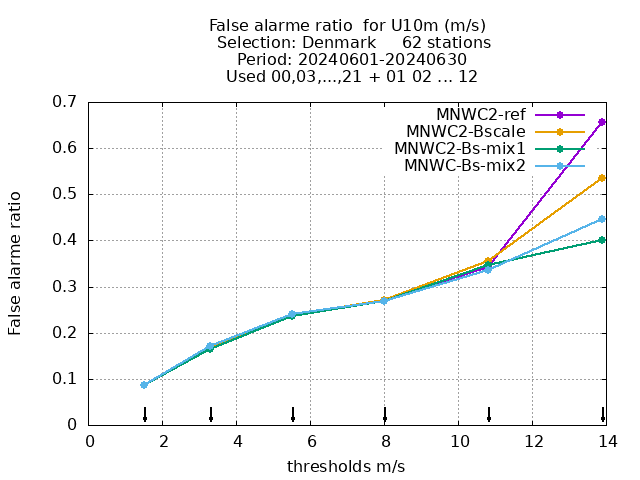 False alarme ratio  for U10m (m/s)
Selection: Denmark     62 stations
Period: 20240601-20240630
Used 00,03,...,21 + 01 02 ... 12
MNWC2-ref
MNWC2-Bscale
MNWC2-Bs-mix1
MNWC-Bs-mix2
False alarme ratio
0.7
0.6
0.5
0.4
0.3
0.2
0.1
0
0 2 4 6 8 10 12 14
thresholds m/s